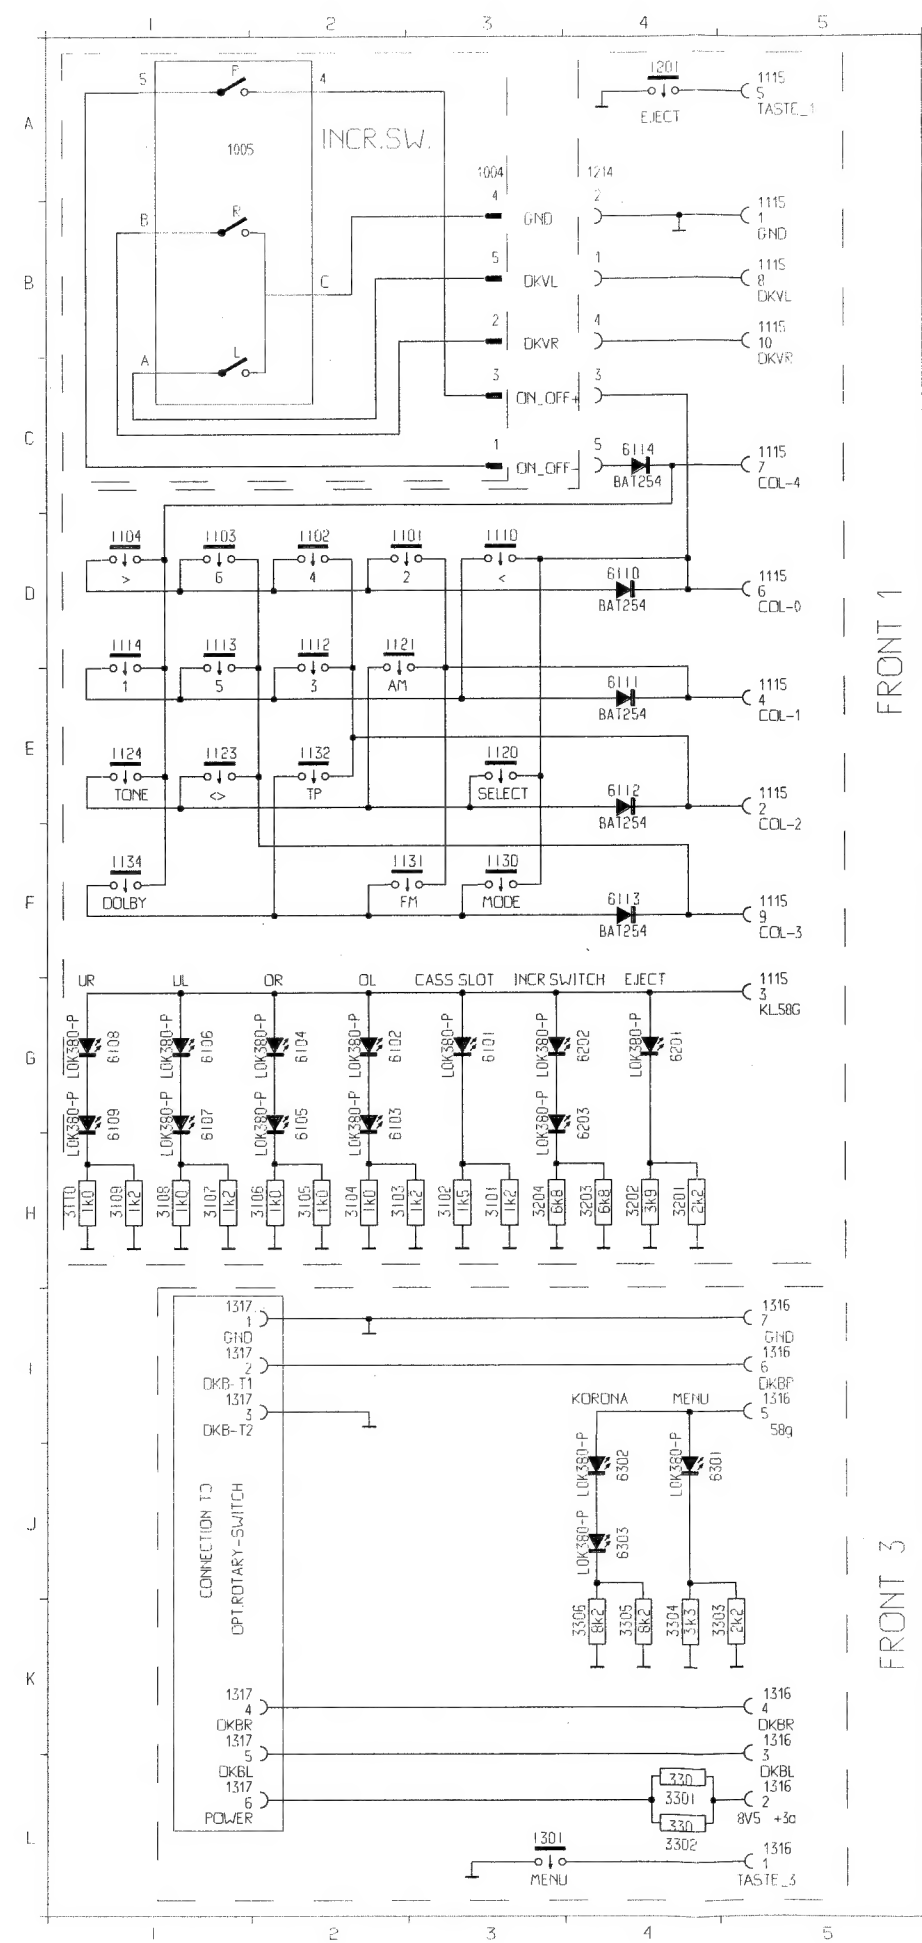 1 2 3 4 5
A
B
C
D
E
F
G
H
I
J
K
L
5 P 4
1005
INCR.SW.
B R
C
A L
1004 1214
4 GND 2
5 DKVL 1
2 DKVR 4
3 ON_OFF+ 3
1 ON_OFF- 5
1201
EJECT
1115
5
TASTE_1
1115
1
GND
1115
8
DKVL
1115
10
DKVR
6114
BAT254
1115
7
COL-4
1104 1103 1102 1101 1110
> 6 4 2 <
6110
BAT254
1115
6
COL-0
1114 1113 1112 1121
1 5 3 AM
6111
BAT254
1115
4
COL-1
1124 1123 1132 1120
TONE <> TP SELECT
6112
BAT254
1115
2
COL-2
1134 1131 1130
DOLBY FM MODE
6113
BAT254
1115
9
COL-3
FRONT 1
UR UL OR OL CASS SLOT INCR SWITCH EJECT
1115
3
KL58G
LOK380-P 6108
LOK380-P 6106
LOK380-P 6104
LOK380-P 6102
LOK380-P 6101
LOK380-P 6202
LOK380-P 6201
LOK380-P 6109
LOK380-P 6107
LOK380-P 6105
LOK380-P 6103
LOK380-P 6203
3110 1k0
3109 1k2
3108 1k0
3107 1k2
3106 1k0
3105 1k0
3104 1k0
3103 1k2
3102 1k5
3101 1k2
3204 6k8
3203 6k8
3202 3k9
3201 2k2
1317
1
GND
1317
2
DKB-T1
1317
3
DKB-T2
CONNECTION TO
OPT.ROTARY-SWITCH
1317
4
DKBR
1317
5
DKBL
1317
6
POWER
1316
7
GND
1316
6
DKBP
1316
5
58g
KORONA MENU
LOK380-P 6302
LOK380-P 6301
LOK380-P 6303
3306 8k2
3305 8k2
3304 3k3
3303 2k2
FRONT 3
1316
4
DKBR
1316
3
DKBL
330
3301
330
3302
1316
2
8V5 +3a
1301
MENU
1316
1
TASTE_3
2 3 4 5